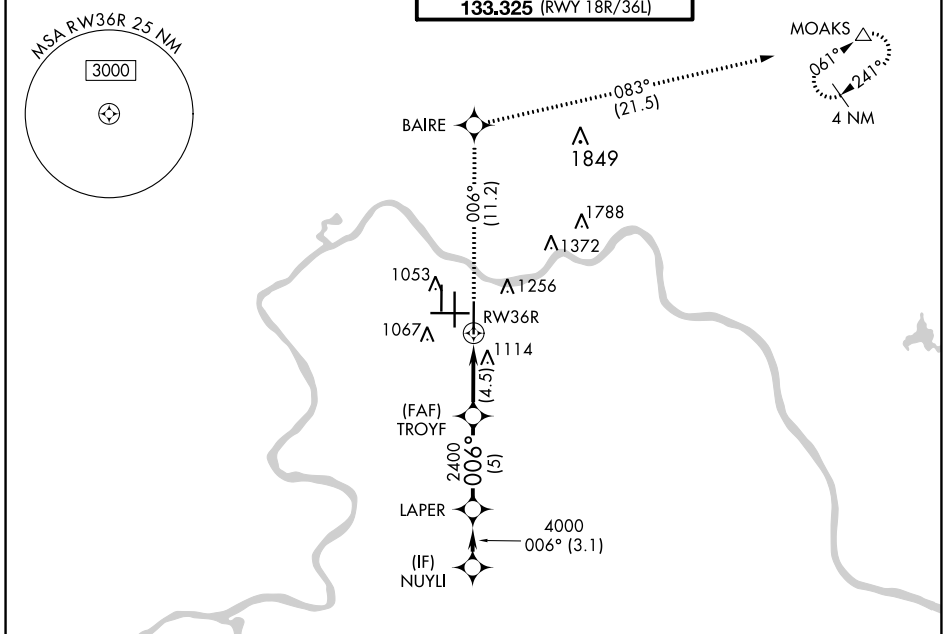 133.325 (RWY 18R/36L)
MSA RW36R 25 NM
3000
MOAKS
061°
241°
4 NM
083°
(21.5)
BAIRE
1849
006°
(11.2)
1788
1372
1053
1256
RW36R
1067
1114
(4.5)
(FAF)
TROYF
2400
006°
(5)
LAPER
4000
006° (3.1)
(IF)
NUYLI